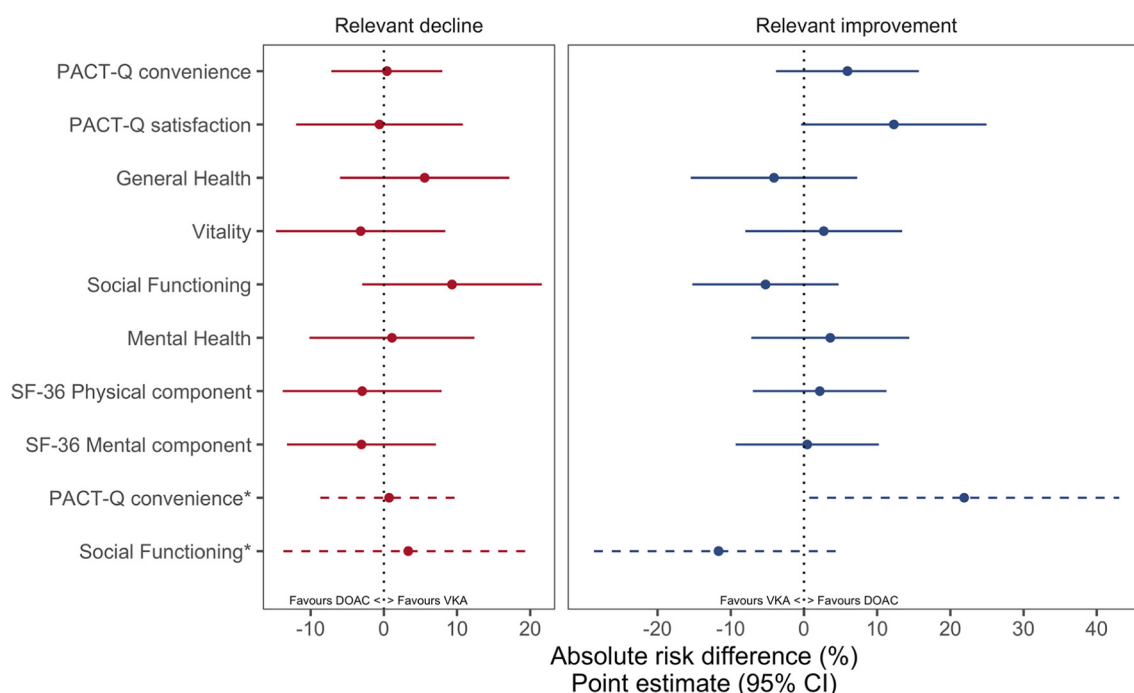 Relevant decline
Relevant improvement
PACT-Q convenience
PACT-Q satisfaction
General Health
Vitality
Social Functioning
Mental Health
SF-36 Physical component
SF-36 Mental component
PACT-Q convenience*
Social Functioning*
Favours DOAC <·> Favours VKA
Favours VKA <·> Favours DOAC
-10 0 10 20
-20 -10 0 10 20 30 40
Absolute risk difference (%)
Point estimate (95% CI)